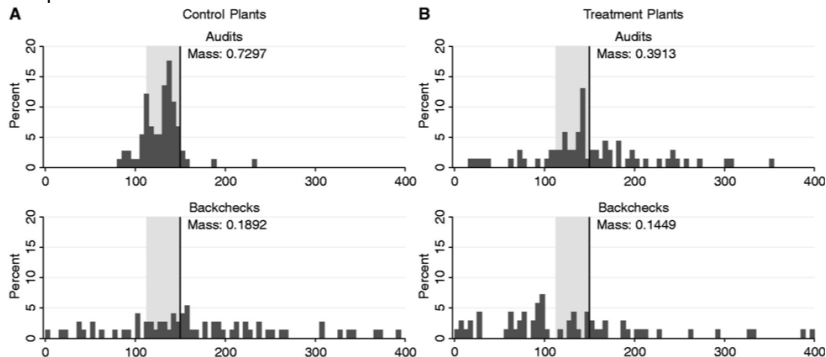 A
Control Plants
B
Treatment Plants
Audits
Mass: 0.7297
Percent
20
15
10
5
0
0 100 200 300 400
Audits
Mass: 0.3913
Percent
20
15
10
5
0
0 100 200 300 400
Backchecks
Mass: 0.1892
Percent
20
15
10
5
0
0 100 200 300 400
Backchecks
Mass: 0.1449
Percent
20
15
10
5
0
0 100 200 300 400